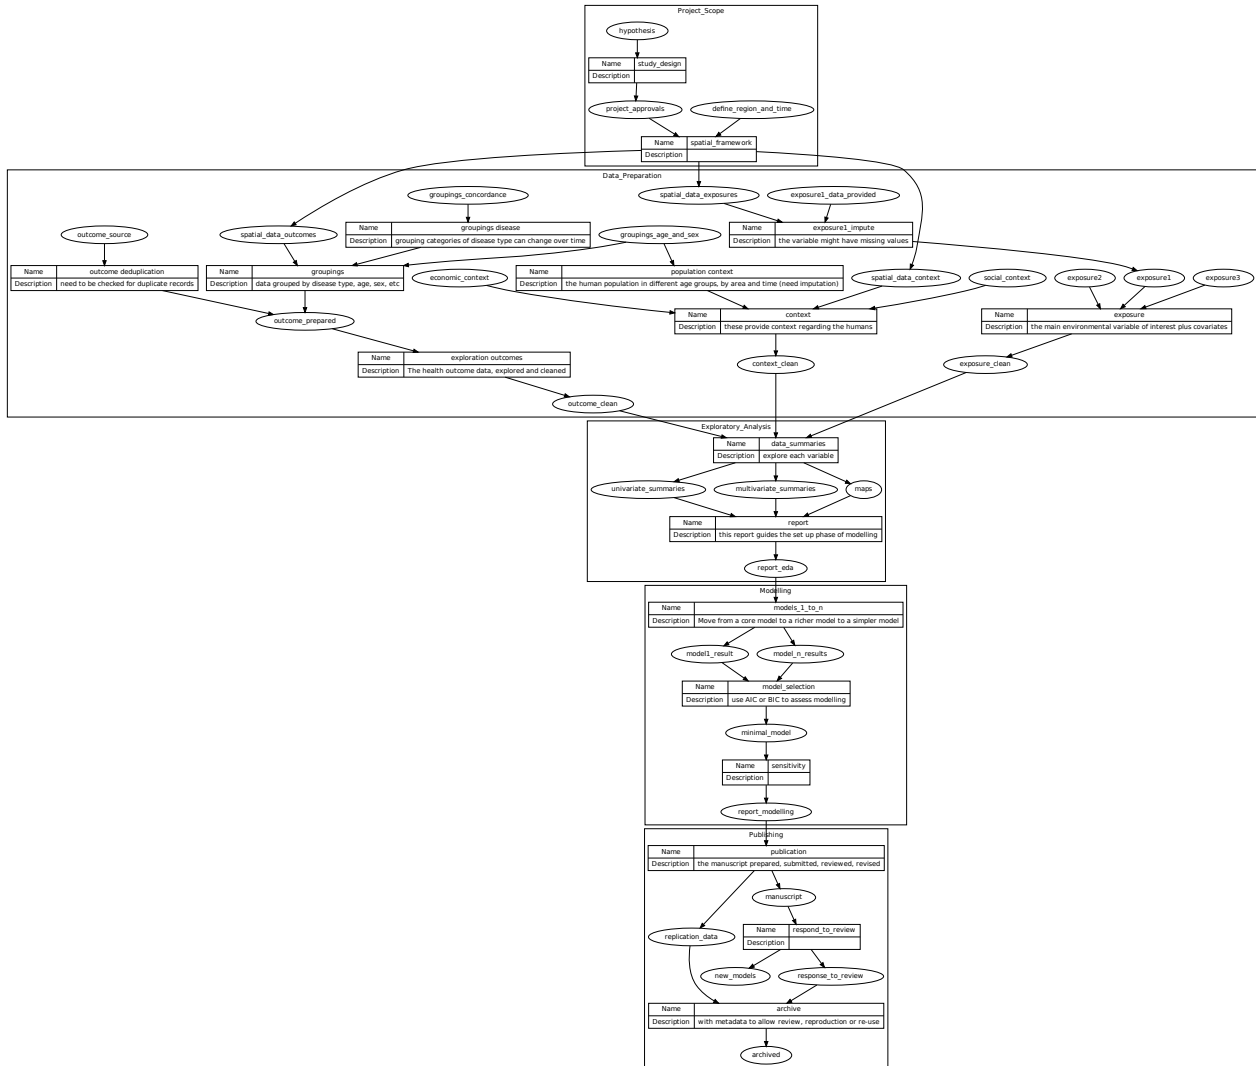 Project_Scope
hypothesis
Name study_design
Description
project_approvals
define_region_and_time
Name spatial_framework
Description
Data_Preparation
groupings_concordance
spatial_data_exposures
exposure1_data_provided
outcome_source
spatial_data_outcomes
Name groupings disease
Description grouping categories of disease type can change over time
groupings_age_and_sex
Name exposure1_impute
Description the variable might have missing values
Name outcome deduplication
Description need to be checked for duplicate records
Name groupings
Description data grouped by disease type, age, sex, etc
economic_context
Name population context
Description the human population in different age groups, by area and time (need imputation)
spatial_data_context
social_context
exposure2
exposure1
exposure3
outcome_prepared
Name context
Description these provide context regarding the humans
Name exposure
Description the main environmental variable of interest plus covariates
Name exploration outcomes
Description The health outcome data, explored and cleaned
context_clean
exposure_clean
outcome_clean
Exploratory_Analysis
Name data_summaries
Description explore each variable
univariate_summaries
multivariate_summaries
maps
Name report
Description this report guides the set up phase of modelling
report_eda
Modelling
Name models_1_to_n
Description Move from a core model to a richer model to a simpler model
model1_result
model_n_results
Name model_selection
Description use AIC or BIC to assess modelling
minimal_model
Name sensitivity
Description
report_modelling
Publishing
Name publication
Description the manuscript prepared, submitted, reviewed, revised
manuscript
replication_data
Name respond_to_review
Description
new_models
response_to_review
Name archive
Description with metadata to allow review, reproduction or re-use
archived